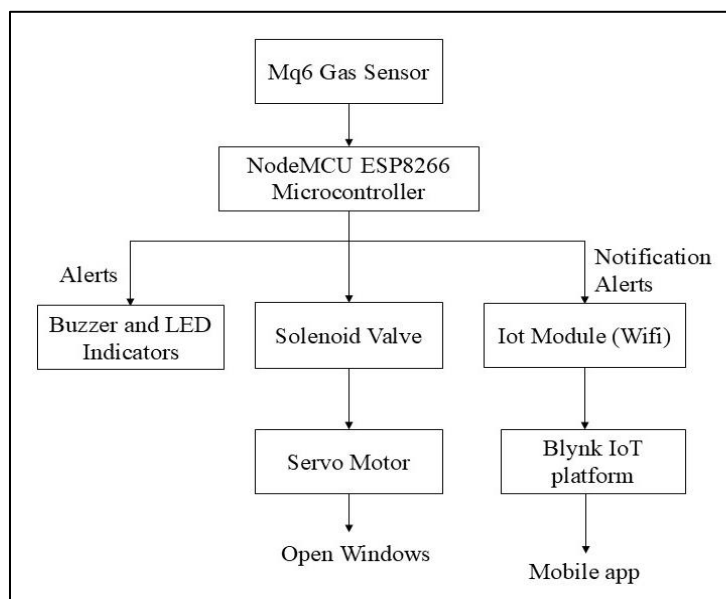 Mq6 Gas Sensor
NodeMCU ESP8266
Microcontroller
Alerts
Notification
Alerts
Buzzer and LED
Indicators
Solenoid Valve
Iot Module (Wifi)
Servo Motor
Blynk IoT
platform
Open Windows
Mobile app